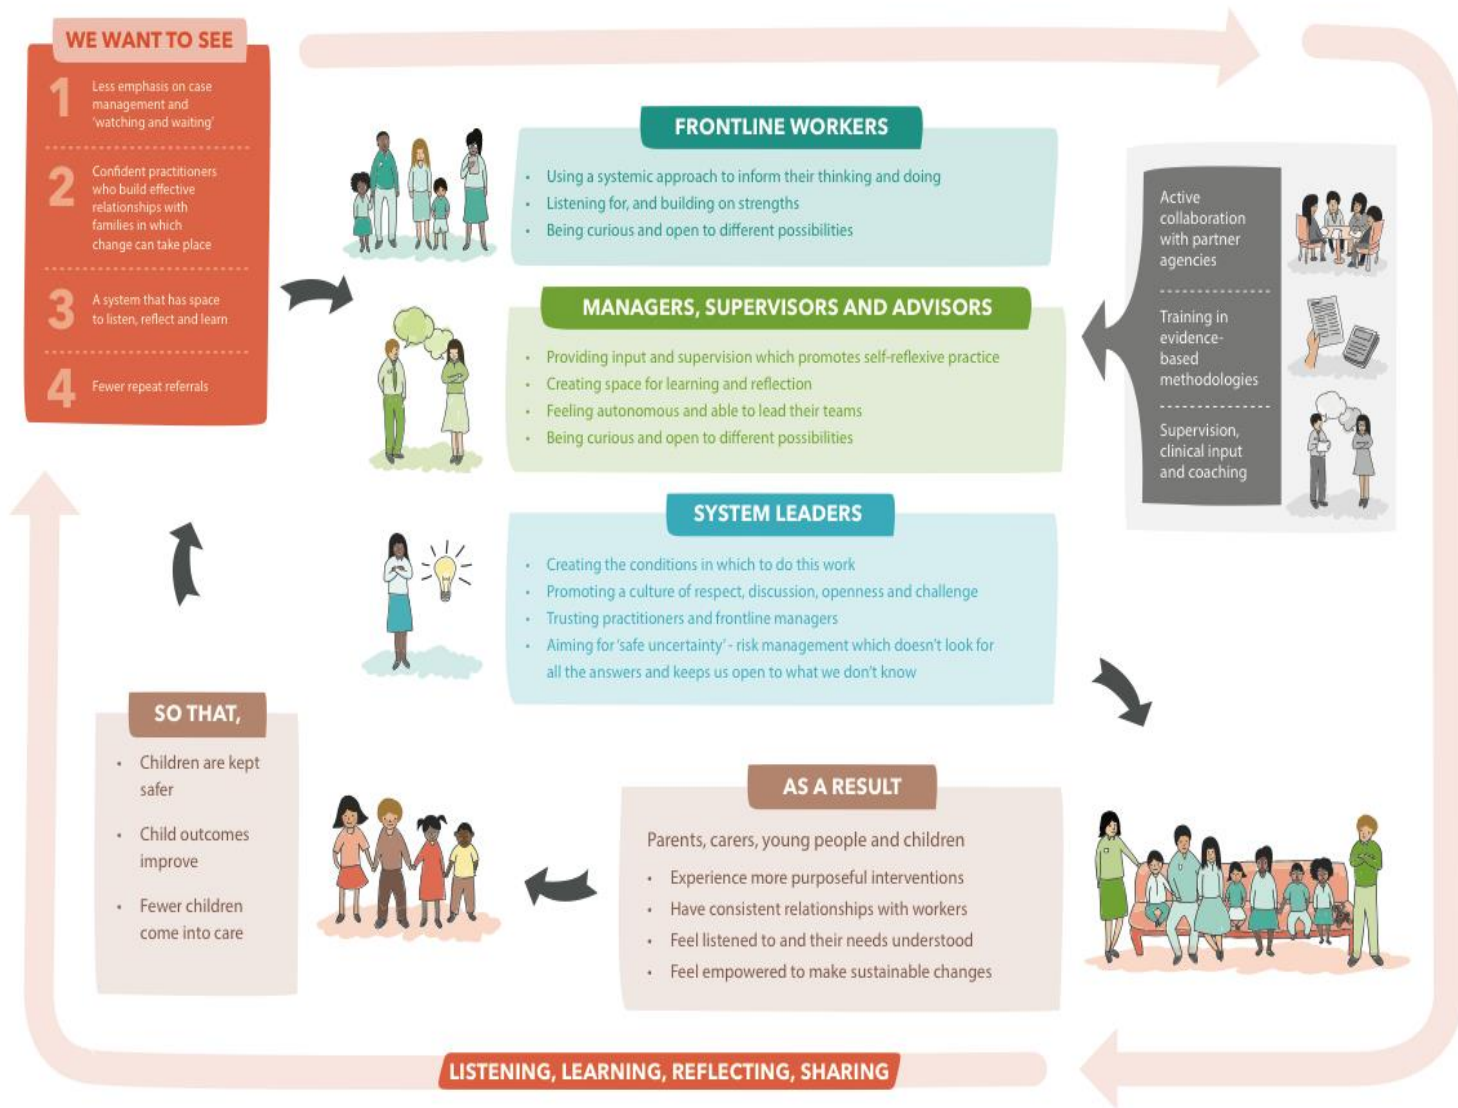 WE WANT TO SEE
1
Less emphasis on case
management and
'watching and waiting'
2
Confident practitioners
who build effective
relationships with
families in which
change can take place
3
A system that has space
to listen, reflect and learn
4
Fewer repeat referrals
FRONTLINE WORKERS
• Using a systemic approach to inform their thinking and doing
• Listening for, and building on strengths
• Being curious and open to different possibilities
MANAGERS, SUPERVISORS AND ADVISORS
• Providing input and supervision which promotes self-reflexive practice
• Creating space for learning and reflection
• Feeling autonomous and able to lead their teams
• Being curious and open to different possibilities
SYSTEM LEADERS
• Creating the conditions in which to do this work
• Promoting a culture of respect, discussion, openness and challenge
• Trusting practitioners and frontline managers
• Aiming for 'safe uncertainty' - risk management which doesn't look for
all the answers and keeps us open to what we don't know
Active
collaboration
with partner
agencies
Training in
evidence-
based
methodologies
Supervision,
clinical input
and coaching
AS A RESULT
Parents, carers, young people and children
• Experience more purposeful interventions
• Have consistent relationships with workers
• Feel listened to and their needs understood
• Feel empowered to make sustainable changes
SO THAT,
• Children are kept
safer
• Child outcomes
improve
• Fewer children
come into care
LISTENING, LEARNING, REFLECTING, SHARING